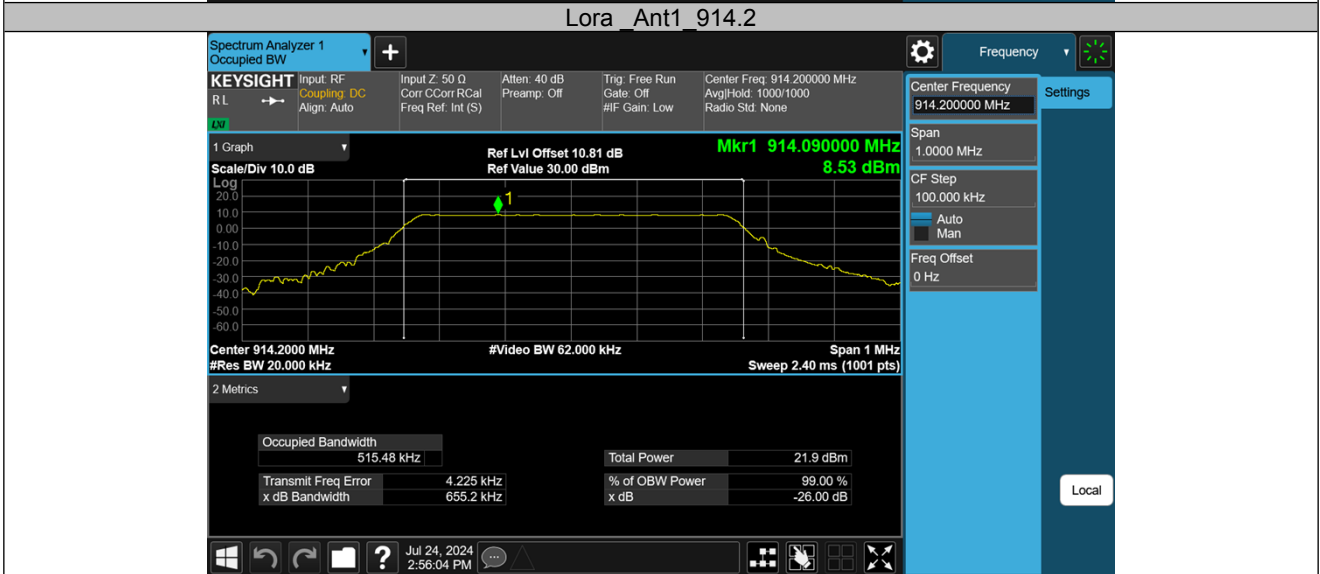 Lora _Ant1_914.2
Spectrum Analyzer 1
Occupied BW
+
Frequency
KEYSIGHT
RL
LXI
Input: RF
Coupling: DC
Align: Auto
Input Z: 50 Ω
Corr CCorr RCal
Freq Ref: Int (S)
Atten: 40 dB
Preamp: Off
Trig: Free Run
Gate: Off
#IF Gain: Low
Center Freq: 914.200000 MHz
Avg|Hold: 1000/1000
Radio Std: None
Center Frequency
914.200000 MHz
Settings
Span
1.0000 MHz
CF Step
100.000 kHz
Auto
Man
Freq Offset
0 Hz
Local
1 Graph
Scale/Div 10.0 dB
Ref Lvl Offset 10.81 dB
Ref Value 30.00 dBm
Mkr1 914.090000 MHz
8.53 dBm
Log
20.0
10.0
0.00
-10.0
-20.0
-30.0
-40.0
-50.0
-60.0
1
Center 914.2000 MHz
#Res BW 20.000 kHz
#Video BW 62.000 kHz
Span 1 MHz
Sweep 2.40 ms (1001 pts)
2 Metrics
Occupied Bandwidth
515.48 kHz
Total Power 21.9 dBm
Transmit Freq Error 4.225 kHz
% of OBW Power 99.00 %
x dB Bandwidth 655.2 kHz
x dB -26.00 dB
?
Jul 24, 2024
2:56:04 PM